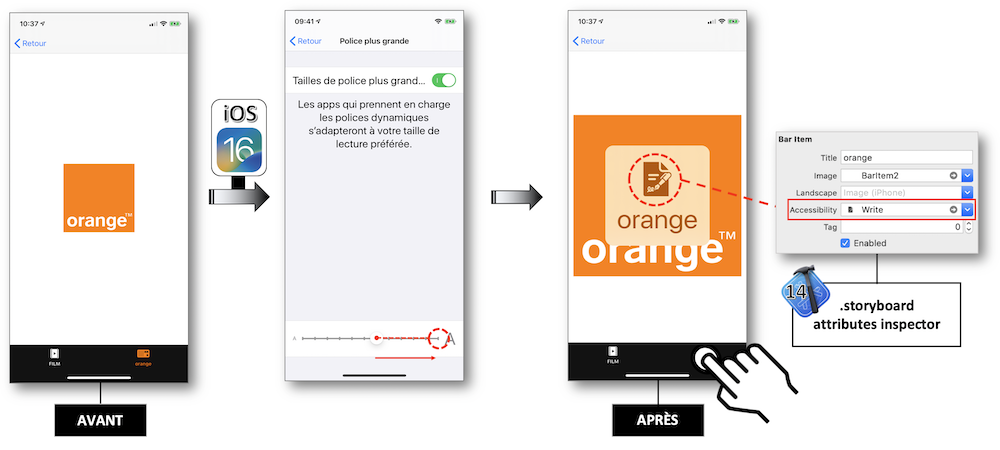 10:37
Retour
orange™
FILM
orange
AVANT
iOS
16
09:41
Retour
Police plus grande
Tailles de police plus grand...
Les apps qui prennent en charge
les polices dynamiques
s'adapteront à votre taille de
lecture préférée.
A
A
10:37
Retour
orange
orange™
FILM
APRÈS
Bar Item
Title orange
Image BarItem2
Landscape Image (iPhone)
Accessibility Write
Tag 0
Enabled
14
.storyboard
attributes inspector